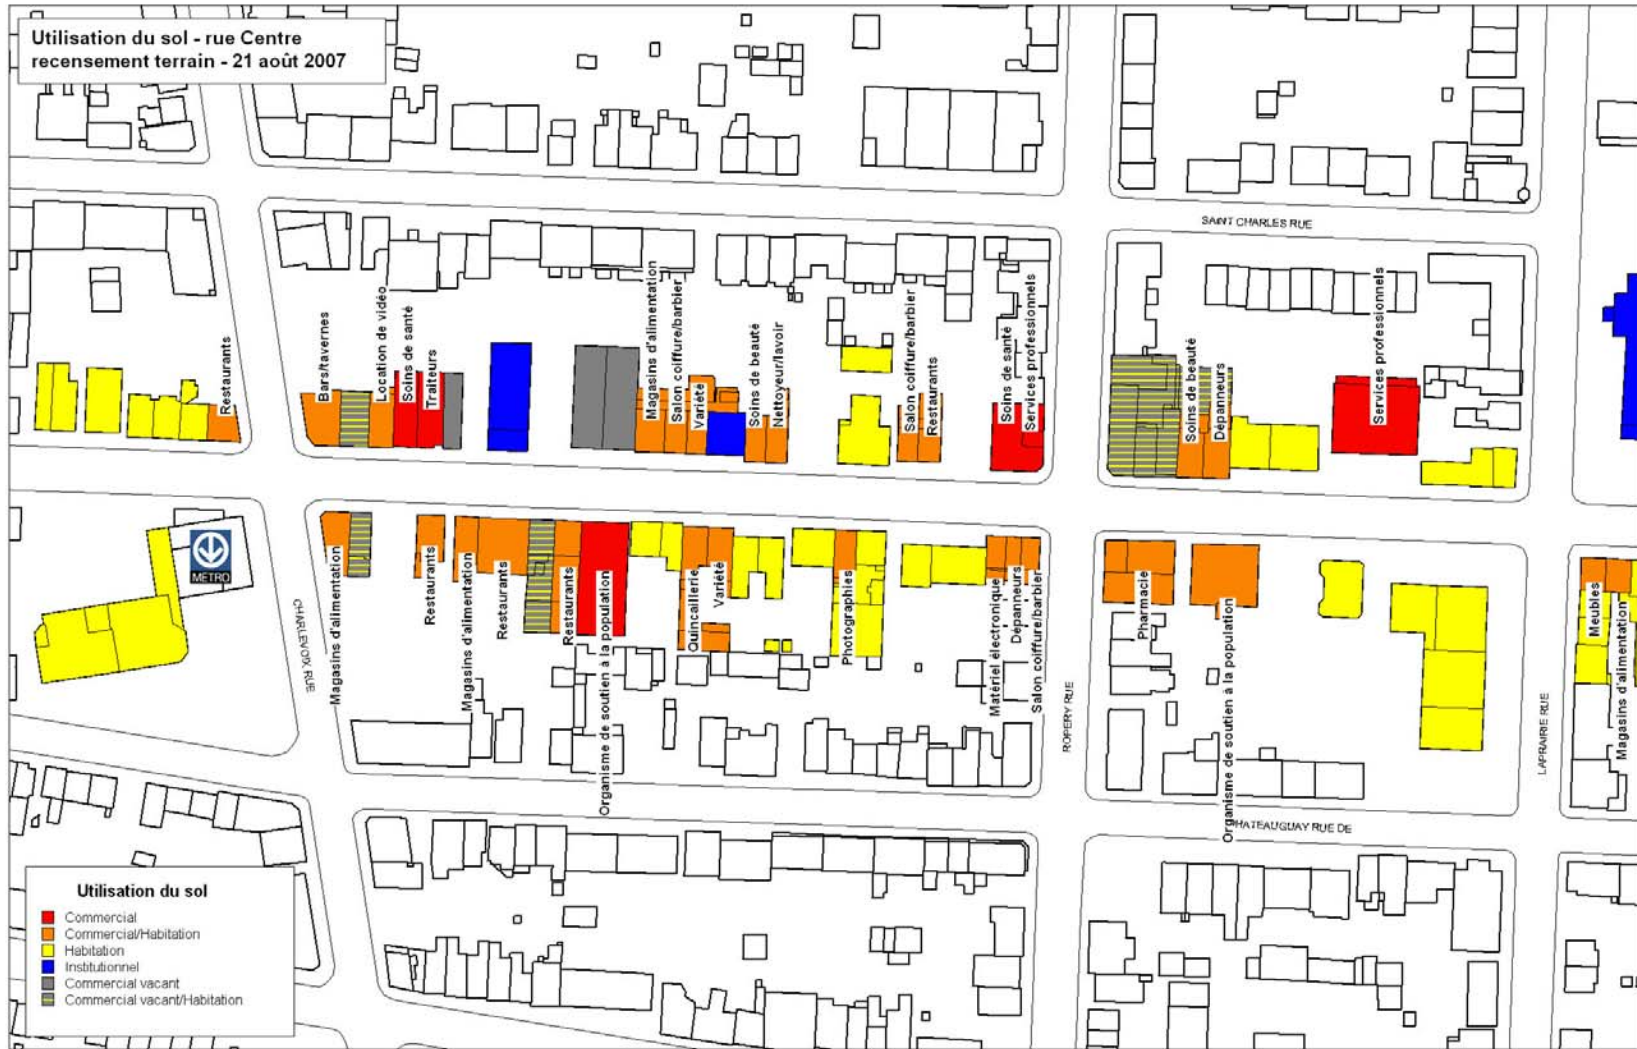 Utilisation du sol - rue Centre
recensement terrain - 21 août 2007
SAINT CHARLES RUE
Restaurants
Bars/tavernes
Location de vidéo
Soins de santé
Traiteurs
Magasins d'alimentation
Salon coiffure/barbier
Variété
Soins de beauté
Nettoyeur/lavoir
Salon coiffure/barbier
Restaurants
Soins de santé
Services professionnels
Soins de beauté
Dépanneurs
Services professionnels
MÉTRO
CHARLEVOIX RUE
Magasins d'alimentation
Restaurants
Magasins d'alimentation
Restaurants
Restaurants
Organisme de soutien à la population
Quincaillerie
Variété
Photographies
Matériel électronique
Dépanneurs
Salon coiffure/barbier
ROPERY RUE
Pharmacie
Organisme de soutien à la population
LAPRAIRIE RUE
Meubles
Magasins d'alimentation
HATEAUGUAY RUE DE
Utilisation du sol
Commercial
Commercial/Habitation
Habitation
Institutionnel
Commercial vacant
Commercial vacant/Habitation